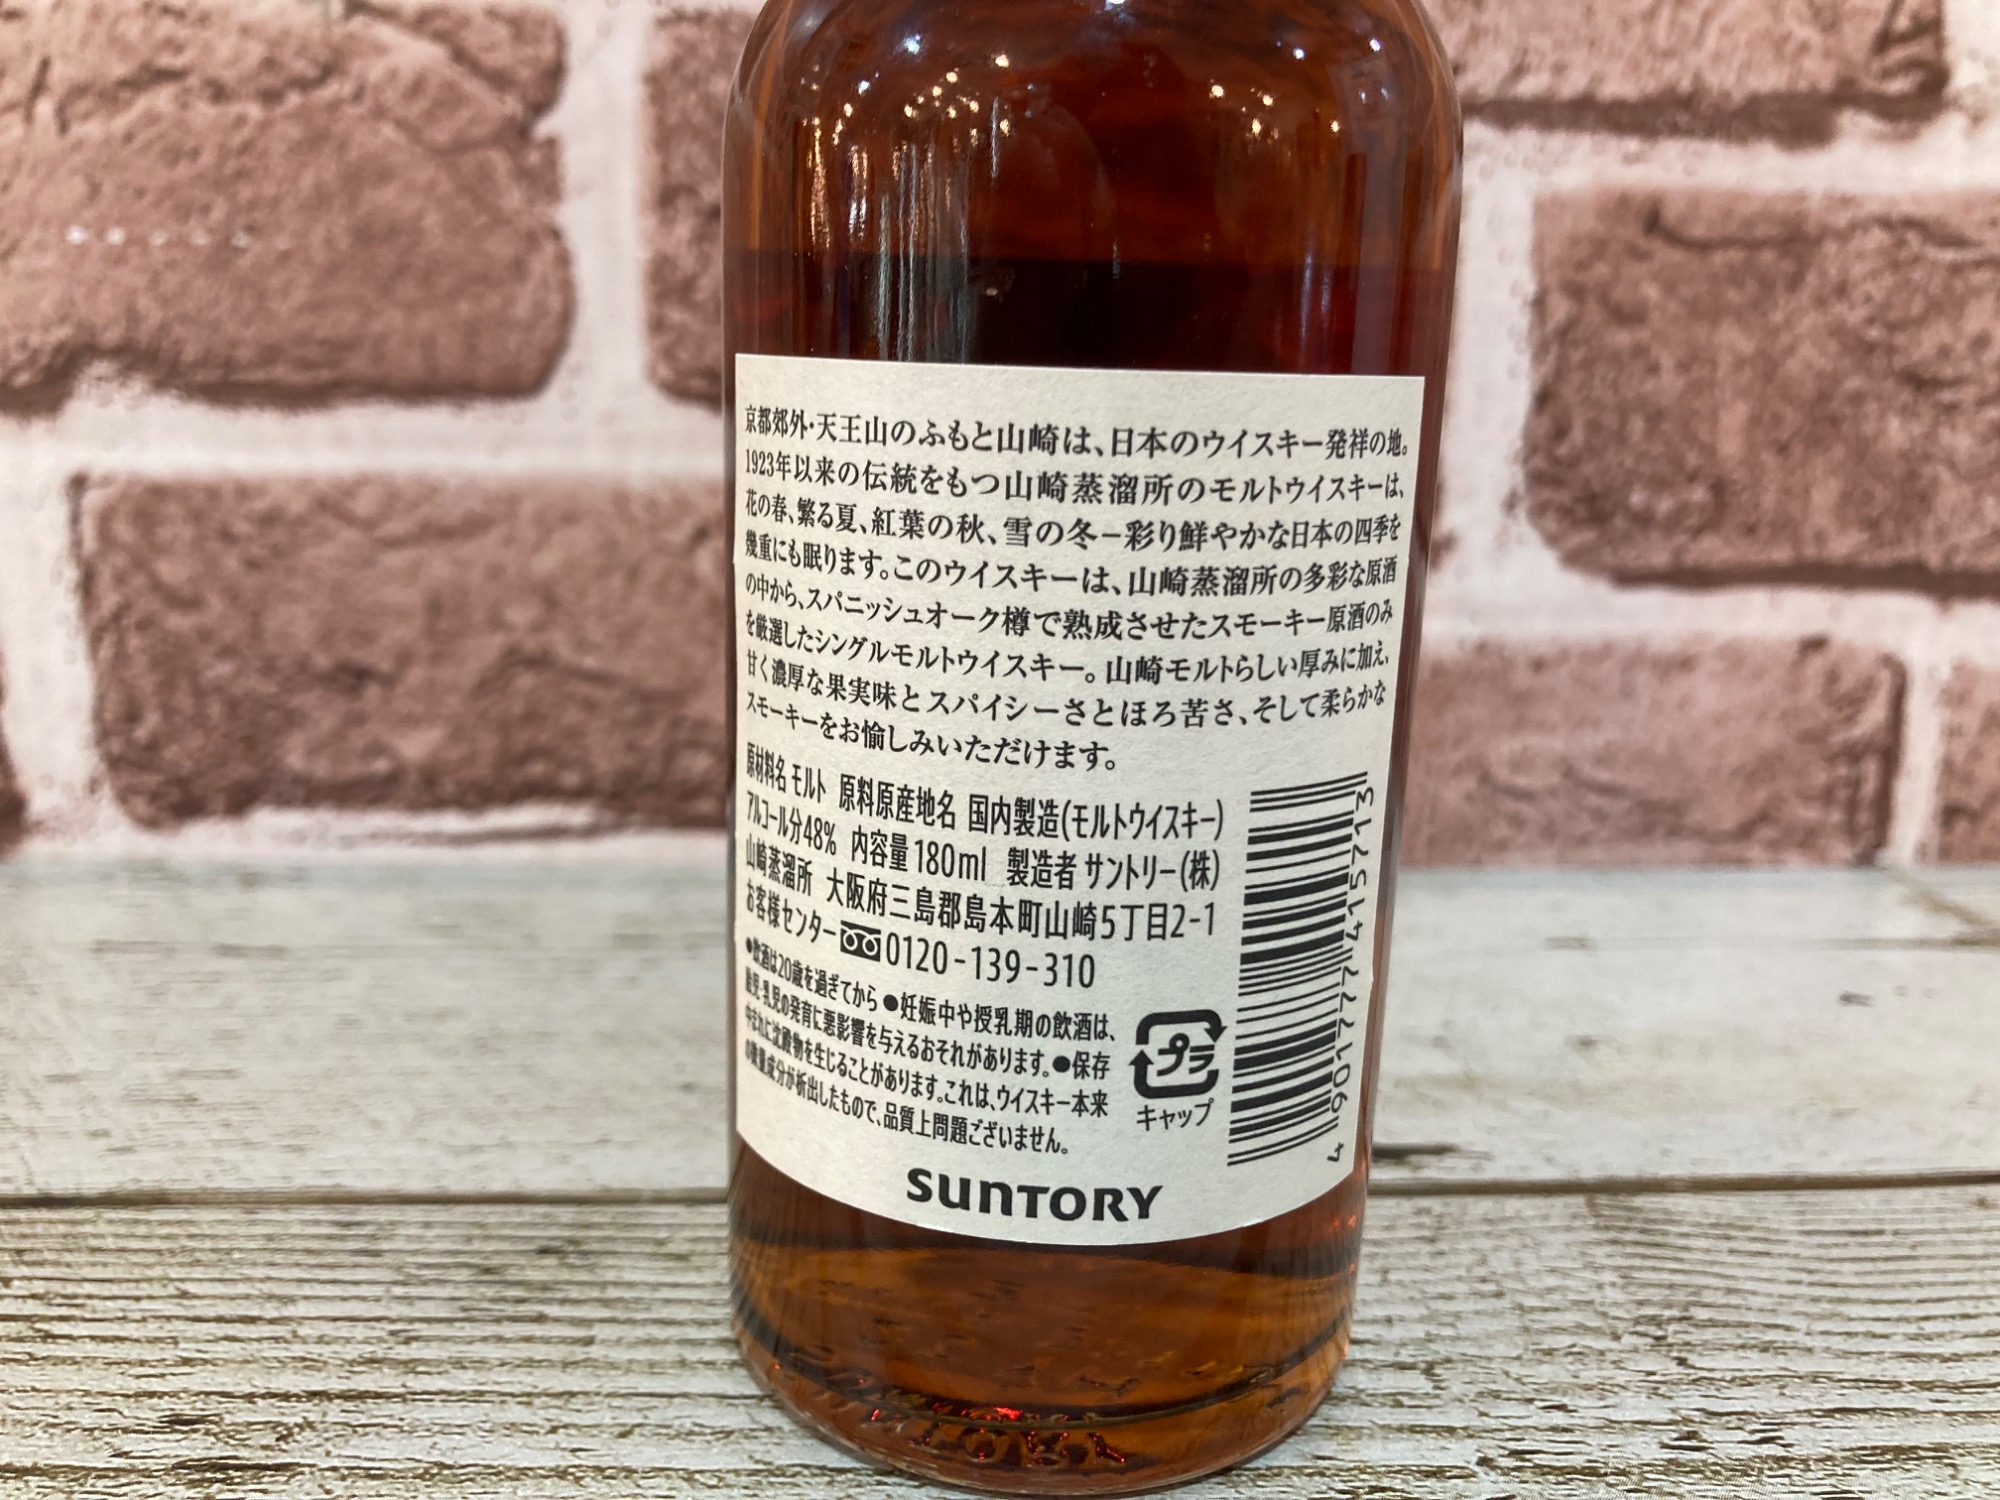 京都郊外・天王山のふもと山崎は、日本のウイスキー発祥の地。
1923年以来の伝統をもつ山崎蒸溜所のモルトウイスキーは、
花の春、繁る夏、紅葉の秋、雪の冬−彩り鮮やかな日本の四季を
幾重にも眠ります。このウイスキーは、山崎蒸溜所の多彩な原酒
の中から、スパニッシュオーク樽で熟成させたスモーキー原酒のみ
を厳選したシングルモルトウイスキー。山崎モルトらしい厚みに加え、
甘く濃厚な果実味とスパイシーさとほろ苦さ、そして柔らかな
スモーキーをお愉しみいただけます。
原材料名 モルト 原料原産地名 国内製造(モルトウイスキー)
アルコール分48% 内容量180ml 製造者 サントリー(株)
山崎蒸溜所 大阪府三島郡島本町山崎5丁目2-1
お客様センター 0120-139-310
●飲酒は20歳を過ぎてから ●妊娠中や授乳期の飲酒は、
胎児・乳児の発育に悪影響を与えるおそれがあります。●保存
中まれに沈殿物を生じることがあります。これは、ウイスキー本来
の微量成分が析出したもので、品質上問題ございません。
プラ
キャップ
4 901777 415713
SUNTORY